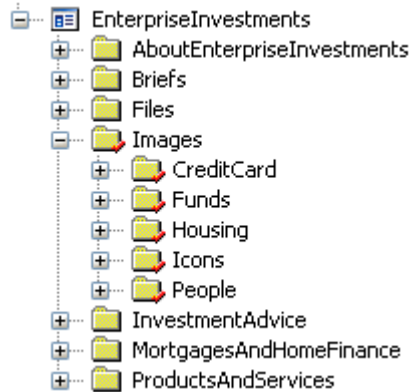 EnterpriseInvestments
AboutEnterpriseInvestments
Briefs
Files
Images
CreditCard
Funds
Housing
Icons
People
InvestmentAdvice
MortgagesAndHomeFinance
ProductsAndServices